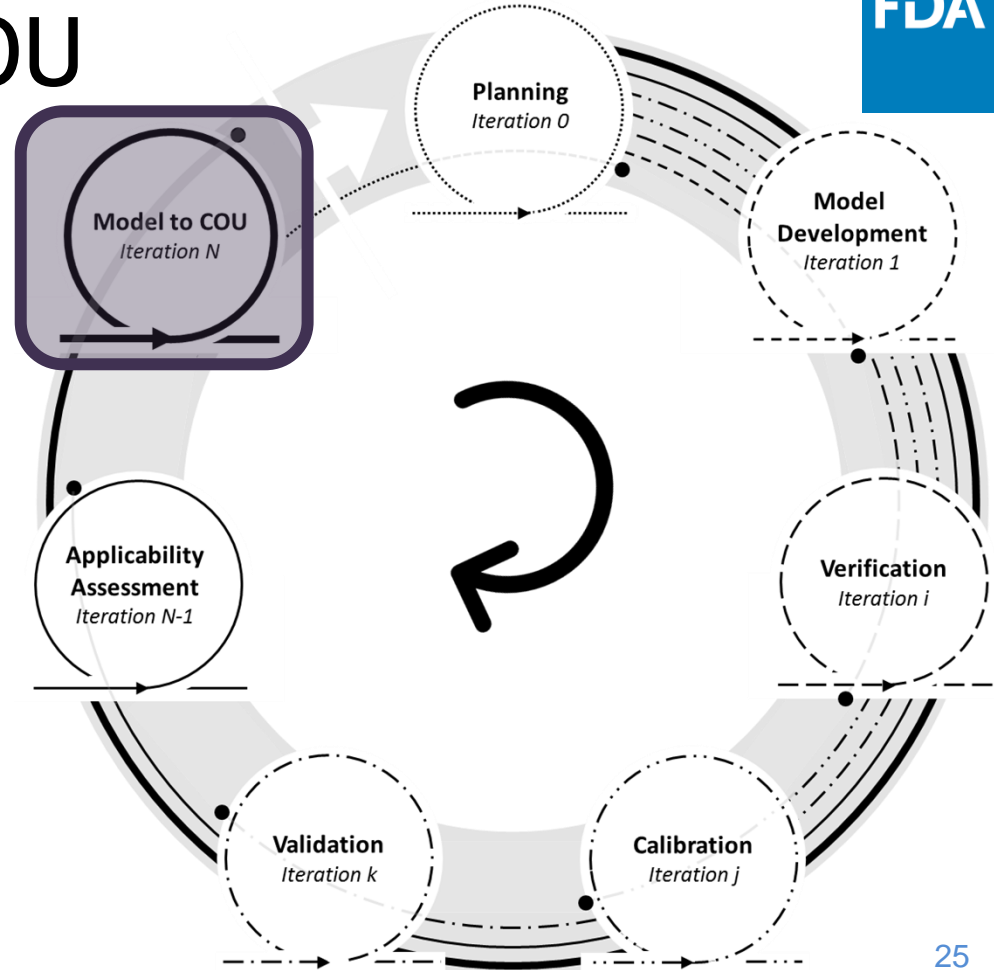 OU
FDA
Planning
Iteration 0
Model to COU
Iteration N
Model
Development
Iteration 1
Applicability
Assessment
Iteration N-1
Verification
Iteration i
Validation
Iteration k
Calibration
Iteration j
25